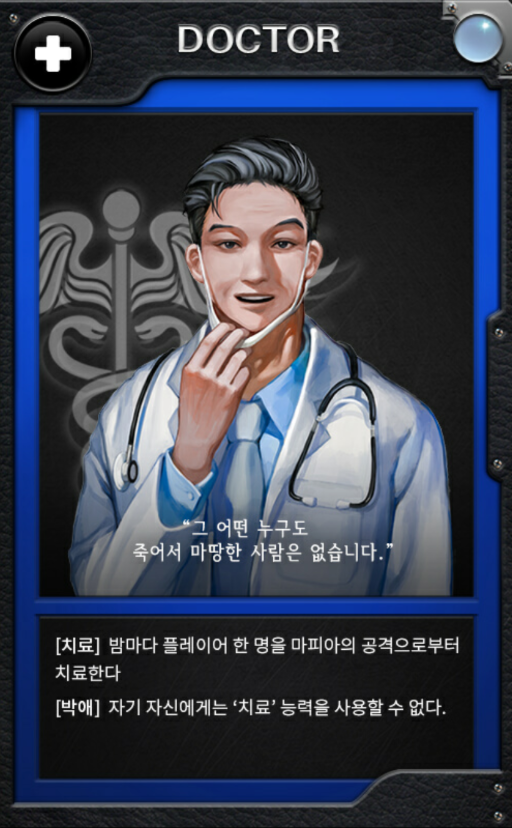 DOCTOR
“그 어떤 누구도
죽어서 마땅한 사람은 없습니다.”
[치료] 밤마다 플레이어 한 명을 마피아의 공격으로부터
치료한다
[박애] 자기 자신에게는 ‘치료’ 능력을 사용할 수 없다.